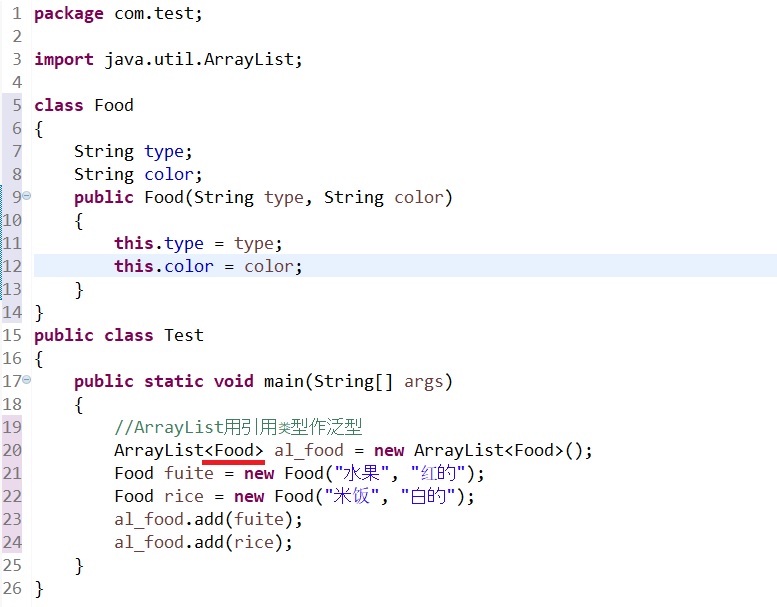 1 package com.test;
2
3 import java.util.ArrayList;
4
5 class Food
6 {
7     String type;
8     String color;
9     public Food(String type, String color)
10     {
11         this.type = type;
12         this.color = color;
13     }
14 }
15 public class Test
16 {
17     public static void main(String[] args)
18     {
19         //ArrayList用引用类型作泛型
20         ArrayList<Food> al_food = new ArrayList<Food>();
21         Food fuite = new Food("水果", "红的");
22         Food rice = new Food("米饭", "白的");
23         al_food.add(fuite);
24         al_food.add(rice);
25     }
26 }